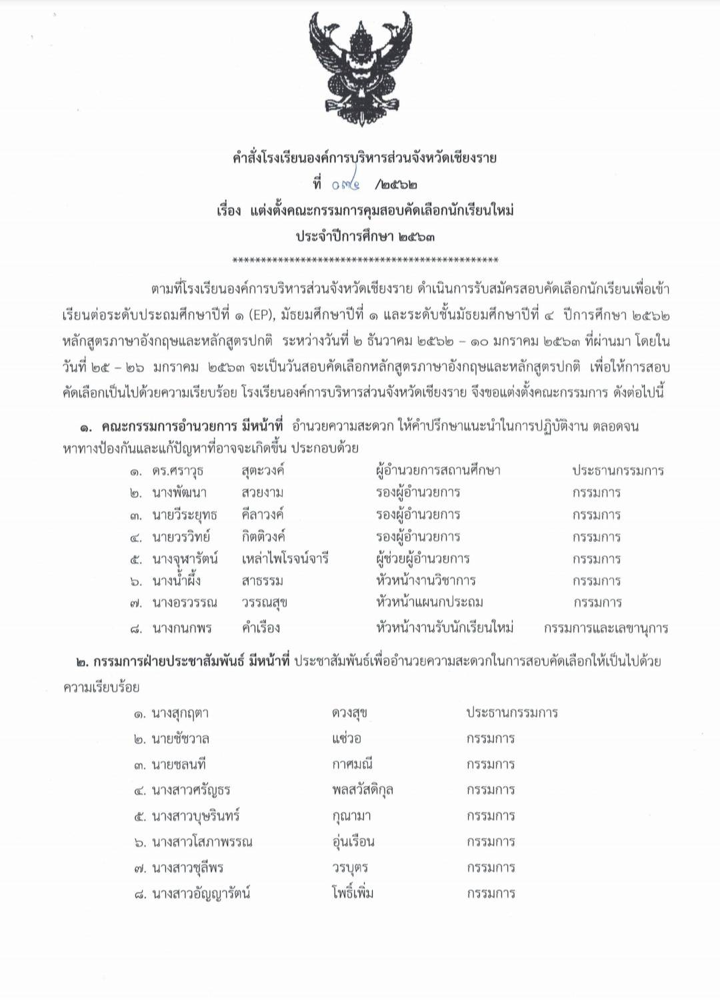 คำสั่งโรงเรียนองค์การบริหารส่วนจังหวัดเชียงราย
ที่ /๒๕๖๒
เรื่อง แต่งตั้งคณะกรรมการคุมสอบคัดเลือกนักเรียนใหม่
ประจำปีการศึกษา ๒๕๖๓
***********************************************
ตามที่โรงเรียนองค์การบริหารส่วนจังหวัดเชียงราย ดำเนินการรับสมัครสอบคัดเลือกนักเรียนเพื่อเข้า
เรียนต่อระดับประถมศึกษาปีที่ ๑ (EP), มัธยมศึกษาปีที่ ๑ และระดับชั้นมัธยมศึกษาปีที่ ๔ ปีการศึกษา ๒๕๖๒
หลักสูตรภาษาอังกฤษและหลักสูตรปกติ ระหว่างวันที่ ๒ ธันวาคม ๒๕๖๒ – ๑๐ มกราคม ๒๕๖๓ ที่ผ่านมา โดยใน
วันที่ ๒๕ – ๒๖ มกราคม ๒๕๖๓ จะเป็นวันสอบคัดเลือกหลักสูตรภาษาอังกฤษและหลักสูตรปกติ เพื่อให้การสอบ
คัดเลือกเป็นไปด้วยความเรียบร้อย โรงเรียนองค์การบริหารส่วนจังหวัดเชียงราย จึงขอแต่งตั้งคณะกรรมการ ดังต่อไปนี้
๑. คณะกรรมการอำนวยการ มีหน้าที่ อำนวยความสะดวก ให้คำปรึกษาแนะนำในการปฏิบัติงาน ตลอดจน
หาทางป้องกันและแก้ปัญหาที่อาจจะเกิดขึ้น ประกอบด้วย
๑. ดร.ศราวุธ สุตะวงค์ ผู้อำนวยการสถานศึกษา ประธานกรรมการ
๒. นางพัฒนา สวยงาม รองผู้อำนวยการ กรรมการ
๓. นายวีระยุทธ คีลาวงค์ รองผู้อำนวยการ กรรมการ
๔. นายวรวิทย์ กิตติวงค์ รองผู้อำนวยการ กรรมการ
๕. นางจุฬารัตน์ เหล่าไพโรจน์จารี ผู้ช่วยผู้อำนวยการ กรรมการ
๖. นางน้ำผึ้ง สาธรรม หัวหน้างานวิชาการ กรรมการ
๗. นางอรวรรณ วรรณสุข หัวหน้าแผนกประถม กรรมการ
๘. นางกนกพร คำเรือง หัวหน้างานรับนักเรียนใหม่ กรรมการและเลขานุการ
๒. กรรมการฝ่ายประชาสัมพันธ์ มีหน้าที่ ประชาสัมพันธ์เพื่ออำนวยความสะดวกในการสอบคัดเลือกให้เป็นไปด้วย
ความเรียบร้อย
๑. นางสุกฤตา ดวงสุข ประธานกรรมการ
๒. นายชัชวาล แซ่วอ กรรมการ
๓. นายชลนที กาศมณี กรรมการ
๔. นางสาวศรัญธร พลสวัสดิกุล กรรมการ
๕. นางสาวบุษรินทร์ กุณามา กรรมการ
๖. นางสาวโสภาพรรณ อุ่นเรือน กรรมการ
๗. นางสาวชุลีพร วรบุตร กรรมการ
๘. นางสาวอัญญารัตน์ โพธิ์เพิ่ม กรรมการ